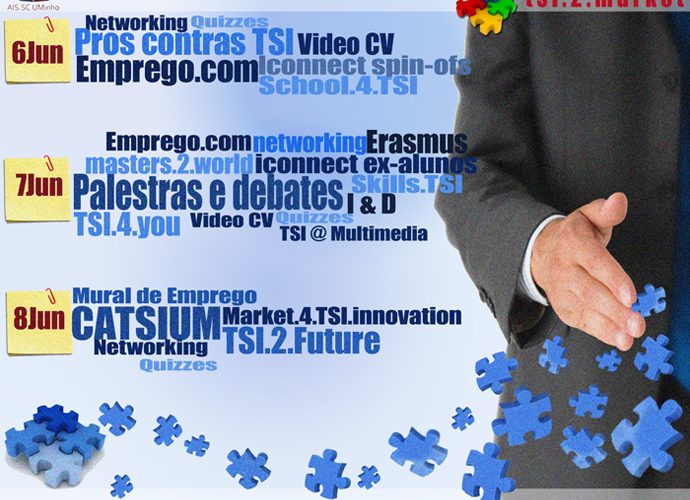 AIS.SC UMinho
tsi.2.market
6Jun
Networking Quizzes
Pros contras TSI Video CV
Emprego.com Iconnect spin-ofs
School.4.TSI
7Jun
Emprego.com networking Erasmus
masters.2.world iconnect ex-alunos
Palestras e debates Skills.TSI
I & D
TSI.4.you Video CV Quizzes
TSI @ Multimedia
8Jun
Mural de Emprego
CATSIUM Market.4.TSI.innovation
Networking TSI.2.Future
Quizzes